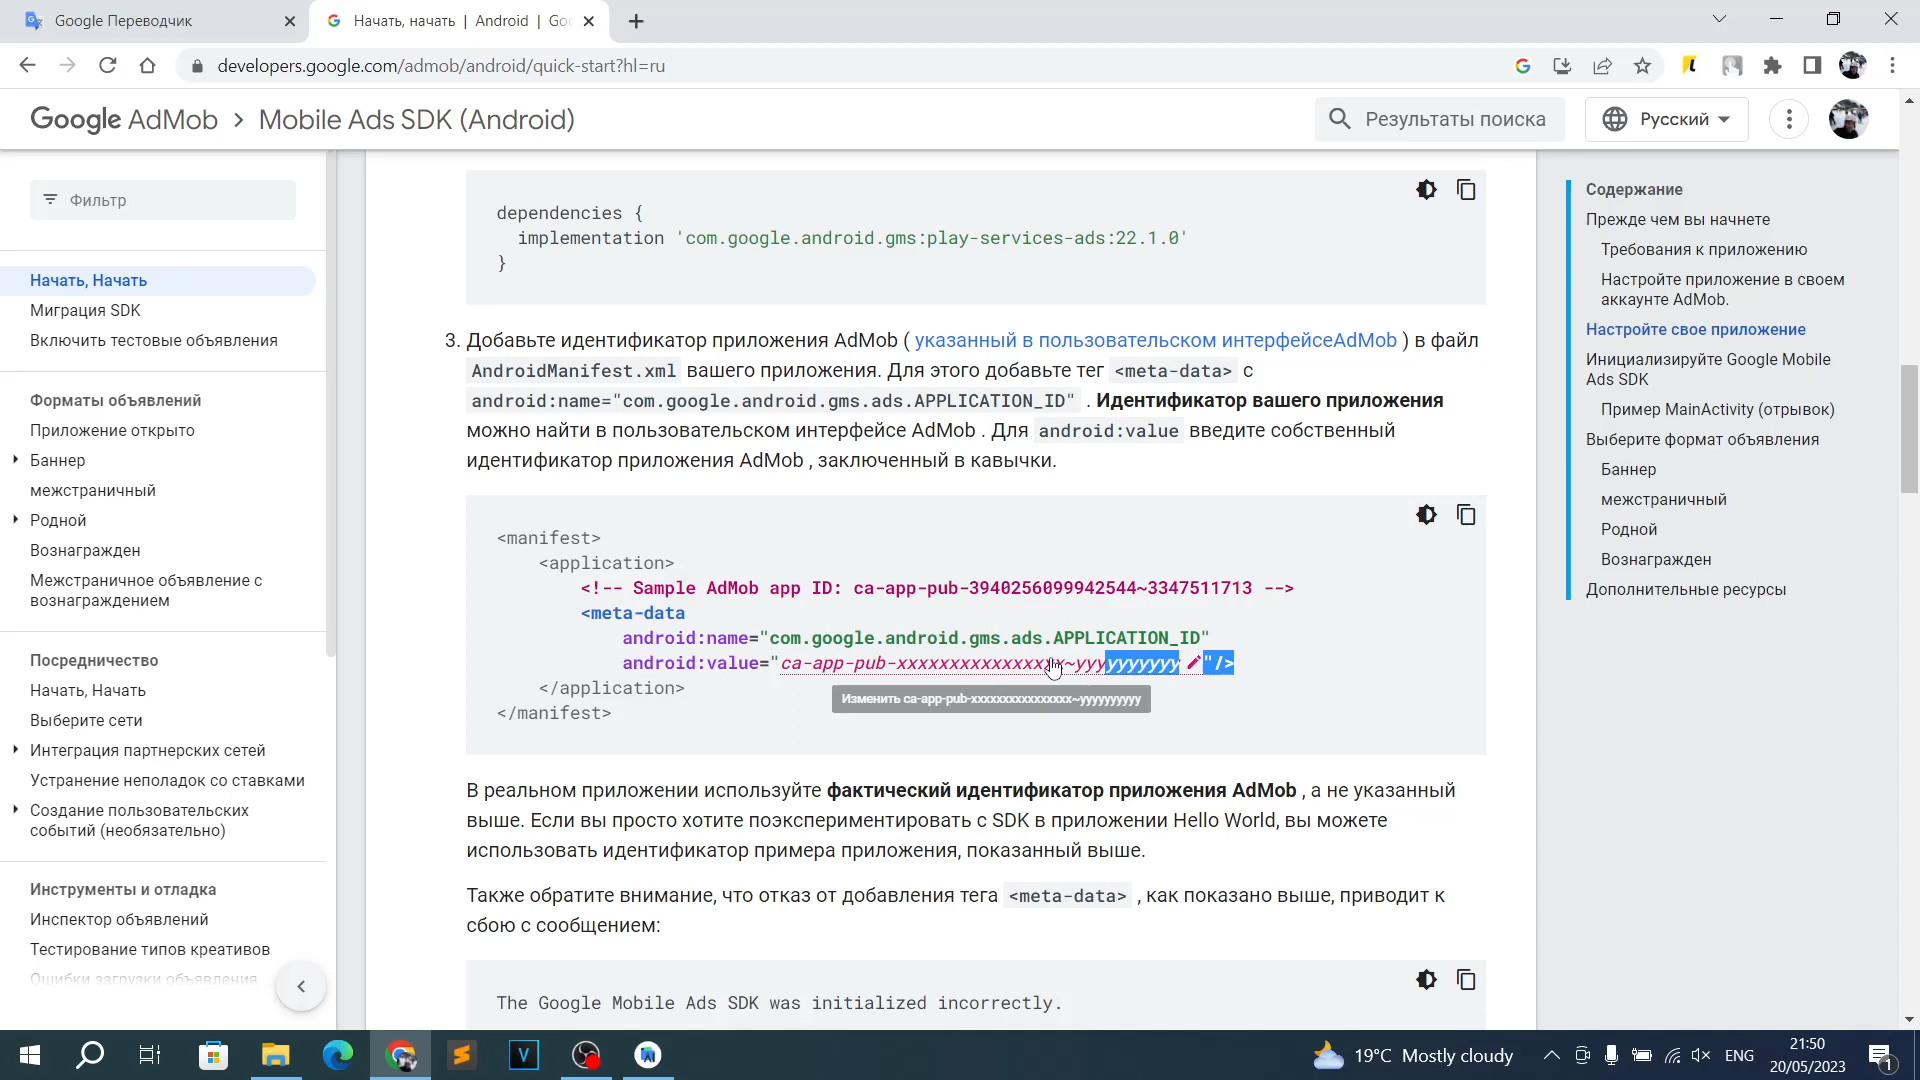 Google Переводчик
Начать, начать | Android | Goo
developers.google.com/admob/android/quick-start?hl=ru
Google AdMob > Mobile Ads SDK (Android)
Результаты поиска
Русский
Фильтр
Начать, Начать
Миграция SDK
Включить тестовые объявления
Форматы объявлений
Приложение открыто
Баннер
межстраничный
Родной
Вознагражден
Межстраничное объявление с
вознаграждением
Посредничество
Начать, Начать
Выберите сети
Интеграция партнерских сетей
Устранение неполадок со ставками
Создание пользовательских
событий (необязательно)
Инструменты и отладка
Инспектор объявлений
Тестирование типов креативов
Ошибки загрузки объявления
dependencies {
implementation 'com.google.android.gms:play-services-ads:22.1.0'
}
3. Добавьте идентификатор приложения AdMob ( указанный в пользовательском интерфейсеAdMob ) в файл
AndroidManifest.xml вашего приложения. Для этого добавьте тег <meta-data> с
android:name="com.google.android.gms.ads.APPLICATION_ID" . Идентификатор вашего приложения
можно найти в пользовательском интерфейсе AdMob . Для android:value введите собственный
идентификатор приложения AdMob , заключенный в кавычки.
<manifest>
<application>
<!-- Sample AdMob app ID: ca-app-pub-3940256099942544~3347511713 -->
<meta-data
android:name="com.google.android.gms.ads.APPLICATION_ID"
android:value="ca-app-pub-xxxxxxxxxxxxxxxx~yyyyyyyyyy"/>
Изменить ca-app-pub-xxxxxxxxxxxxxxxx~yyyyyyyyyy
</application>
</manifest>
В реальном приложении используйте фактический идентификатор приложения AdMob , а не указанный
выше. Если вы просто хотите поэкспериментировать с SDK в приложении Hello World, вы можете
использовать идентификатор примера приложения, показанный выше.
Также обратите внимание, что отказ от добавления тега <meta-data> , как показано выше, приводит к
сбою с сообщением:
The Google Mobile Ads SDK was initialized incorrectly.
Содержание
Прежде чем вы начнете
Требования к приложению
Настройте приложение в своем
аккаунте AdMob.
Настройте свое приложение
Инициализируйте Google Mobile
Ads SDK
Пример MainActivity (отрывок)
Выберите формат объявления
Баннер
межстраничный
Родной
Вознагражден
Дополнительные ресурсы
19°C Mostly cloudy
ENG
21:50
20/05/2023
1